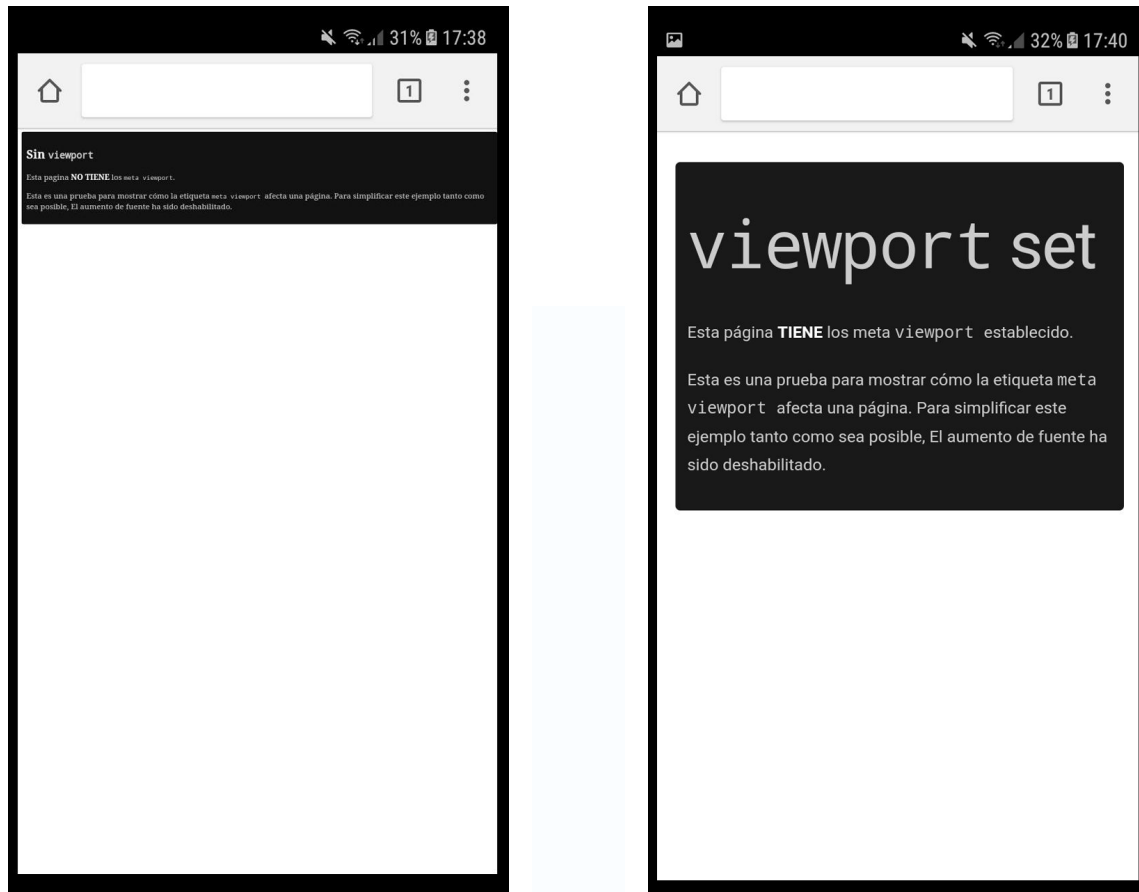 31% 17:38
1
Sin viewport
Esta pagina NO TIENE los meta viewport.
Esta es una prueba para mostrar cómo la etiqueta meta viewport afecta una página. Para simplificar este ejemplo tanto como
sea posible, El aumento de fuente ha sido deshabilitado.
32% 17:40
1
viewport set
Esta página TIENE los meta viewport establecido.
Esta es una prueba para mostrar cómo la etiqueta meta
viewport afecta una página. Para simplificar este
ejemplo tanto como sea posible, El aumento de fuente ha
sido deshabilitado.